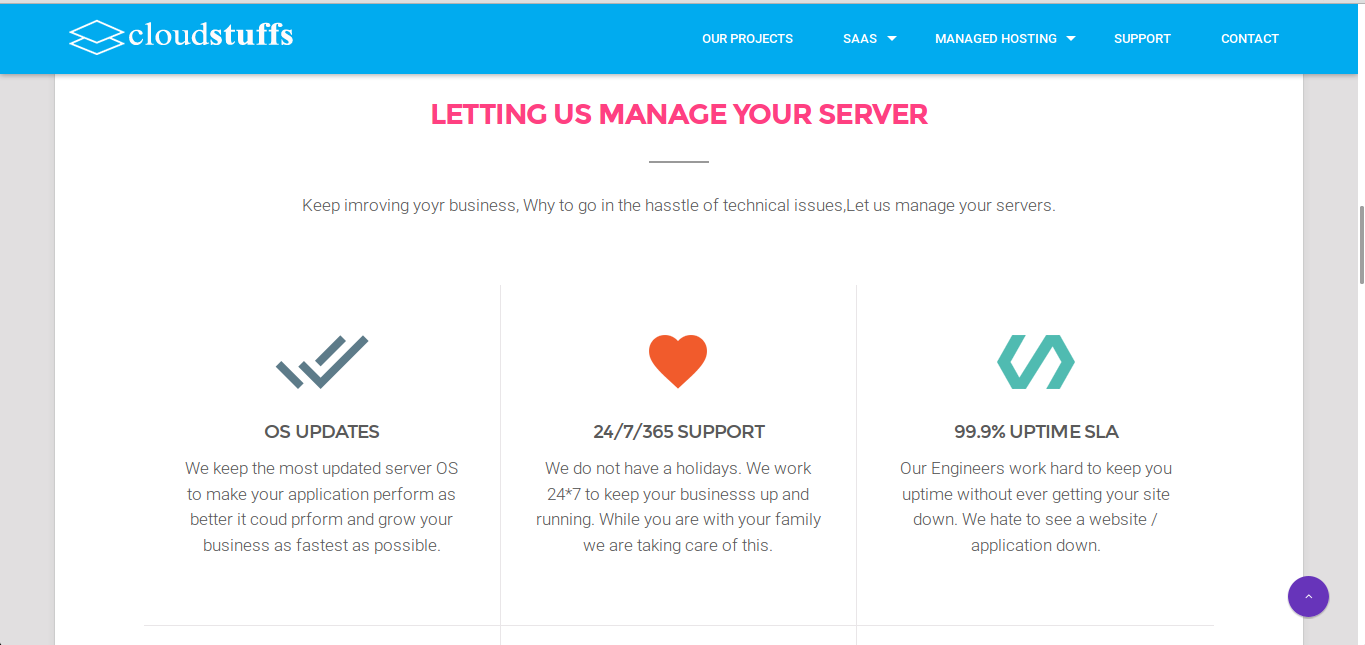 cloudstuffs
OUR PROJECTS
SAAS
MANAGED HOSTING
SUPPORT
CONTACT
LETTING US MANAGE YOUR SERVER
Keep imroving yoyr business, Why to go in the hasstle of technical issues,Let us manage your servers.
OS UPDATES
We keep the most updated server OS
to make your application perform as
better it coud prform and grow your
business as fastest as possible.
24/7/365 SUPPORT
We do not have a holidays. We work
24*7 to keep your businesss up and
running. While you are with your family
we are taking care of this.
99.9% UPTIME SLA
Our Engineers work hard to keep you
uptime without ever getting your site
down. We hate to see a website /
application down.